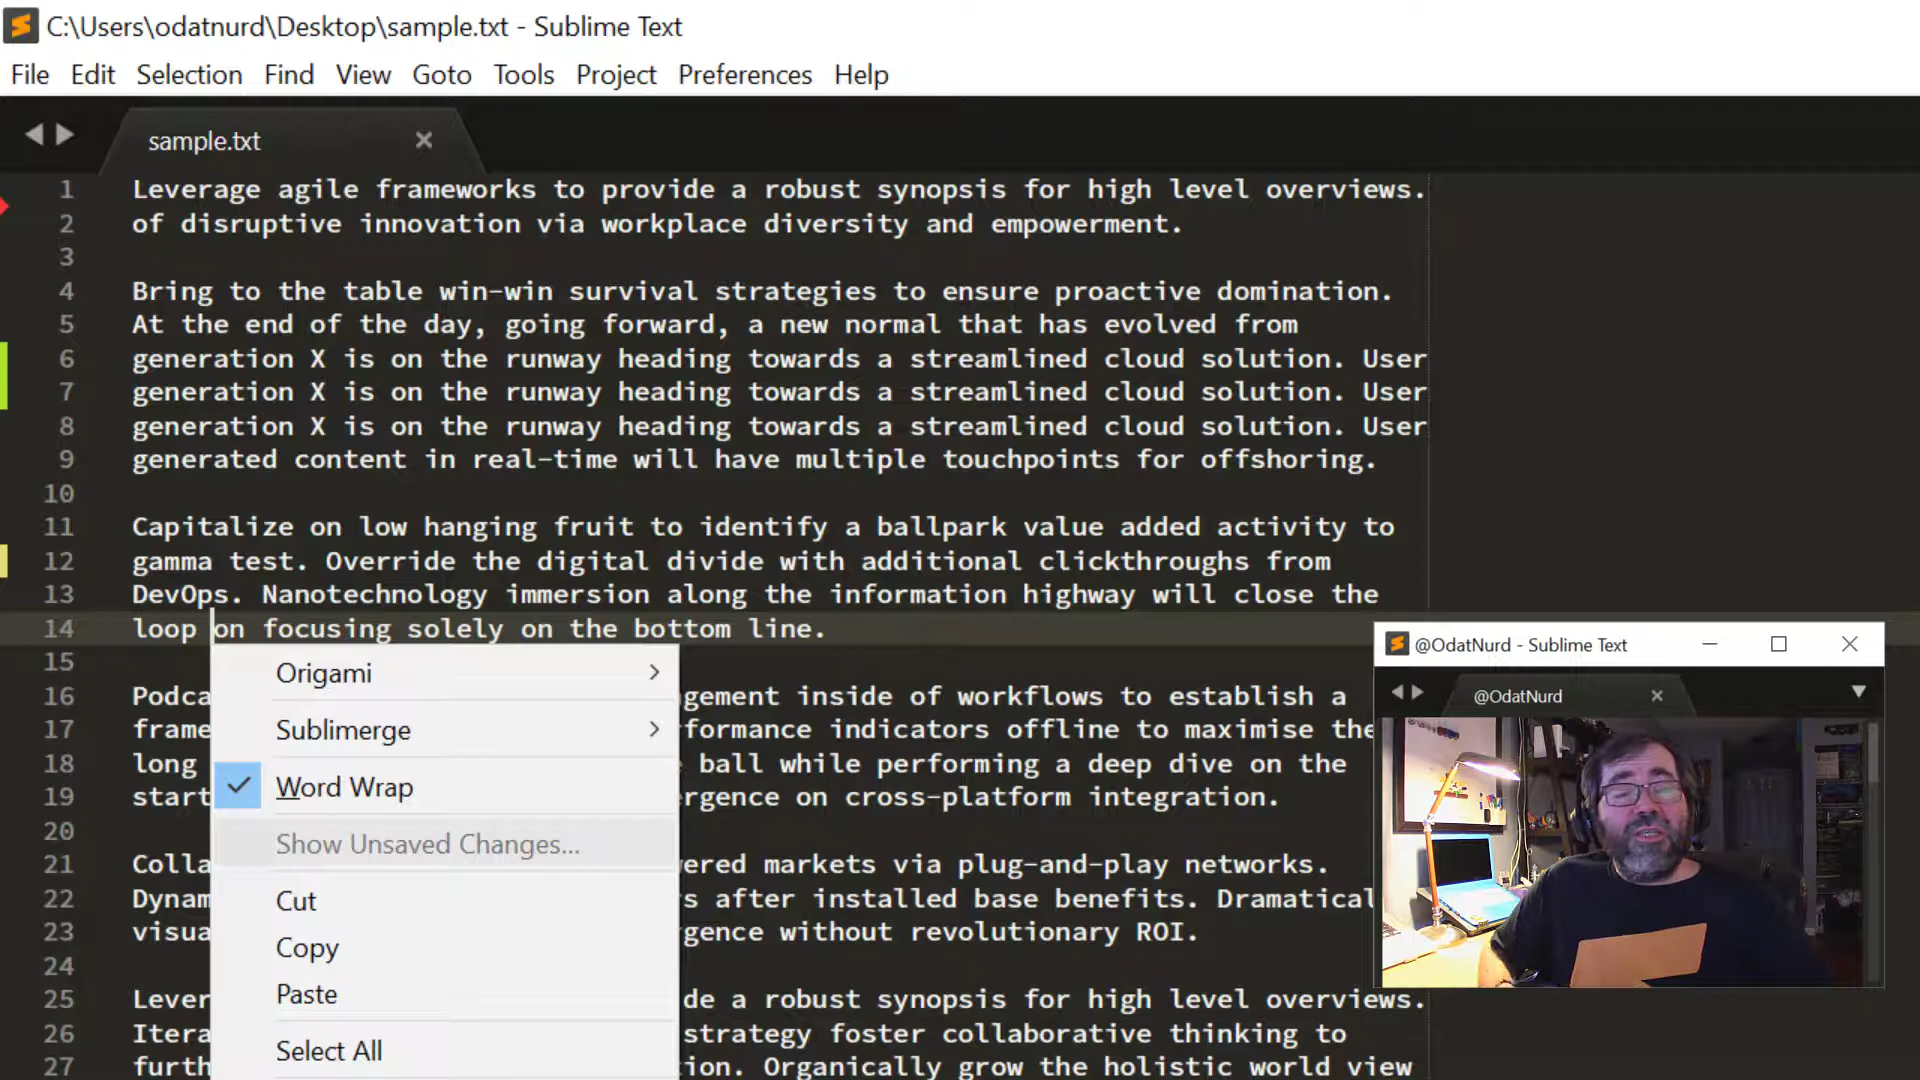 C:\Users\odatnurd\Desktop\sample.txt - Sublime Text
File Edit Selection Find View Goto Tools Project Preferences Help
sample.txt
1 Leverage agile frameworks to provide a robust synopsis for high level overviews.
2 of disruptive innovation via workplace diversity and empowerment.
3
4 Bring to the table win-win survival strategies to ensure proactive domination.
5 At the end of the day, going forward, a new normal that has evolved from
6 generation X is on the runway heading towards a streamlined cloud solution. User
7 generation X is on the runway heading towards a streamlined cloud solution. User
8 generation X is on the runway heading towards a streamlined cloud solution. User
9 generated content in real-time will have multiple touchpoints for offshoring.
10
11 Capitalize on low hanging fruit to identify a ballpark value added activity to
12 gamma test. Override the digital divide with additional clickthroughs from
13 DevOps. Nanotechnology immersion along the information highway will close the
14 loop on focusing solely on the bottom line.
15
16 Podca gement inside of workflows to establish a
17 frame formance indicators offline to maximise the
18 long ball while performing a deep dive on the
19 start rgence on cross-platform integration.
20
21 Colla ered markets via plug-and-play networks.
22 Dynam s after installed base benefits. Dramatical
23 visua gence without revolutionary ROI.
24
25 Lever de a robust synopsis for high level overviews.
26 Itera strategy foster collaborative thinking to
27 furth ion. Organically grow the holistic world view
Origami
Sublimerge
Word Wrap
Show Unsaved Changes...
Cut
Copy
Paste
Select All
@OdatNurd - Sublime Text
@OdatNurd